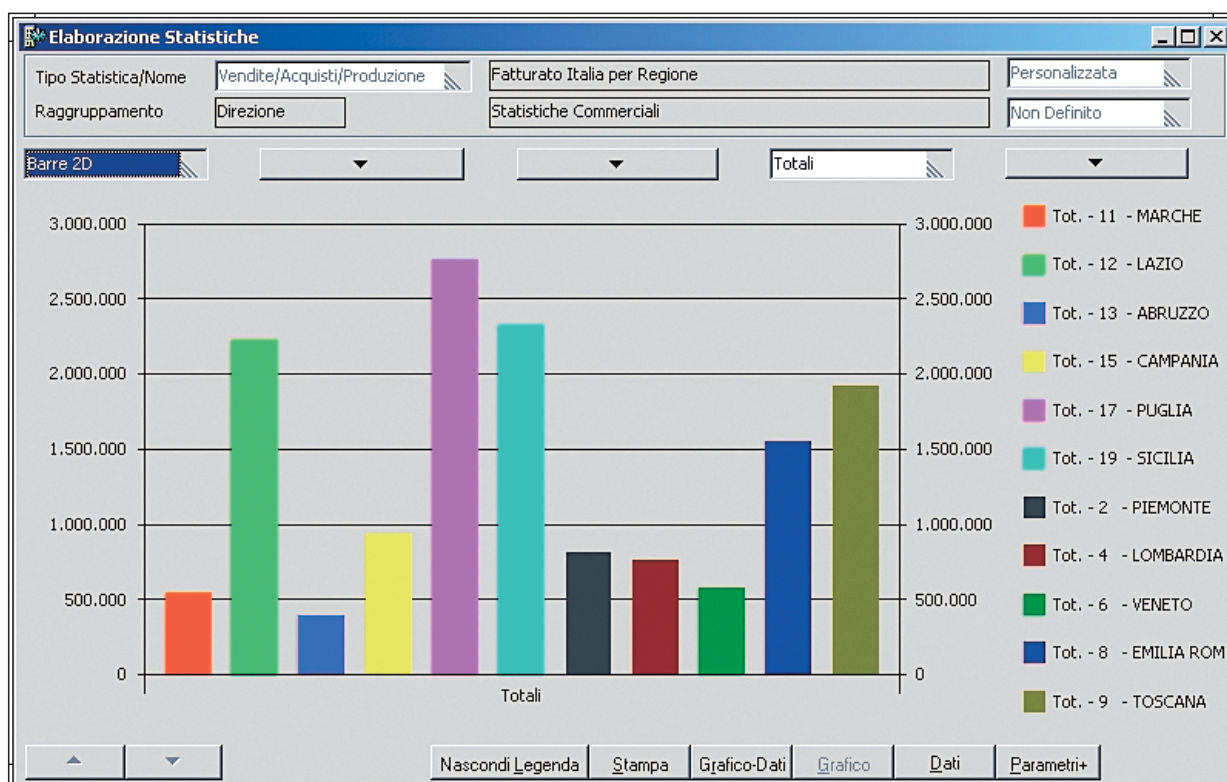 Elaborazione Statistiche
Tipo Statistica/Nome Vendite/Acquisti/Produzione Fatturato Italia per Regione Personalizzata
Raggruppamento Direzione Statistiche Commerciali Non Definito
Barre 2D Totali
3.000.000 3.000.000
2.500.000 2.500.000
2.000.000 2.000.000
1.500.000 1.500.000
1.000.000 1.000.000
500.000 500.000
0 0
Totali
Tot. - 11 - MARCHE
Tot. - 12 - LAZIO
Tot. - 13 - ABRUZZO
Tot. - 15 - CAMPANIA
Tot. - 17 - PUGLIA
Tot. - 19 - SICILIA
Tot. - 2 - PIEMONTE
Tot. - 4 - LOMBARDIA
Tot. - 6 - VENETO
Tot. - 8 - EMILIA ROM
Tot. - 9 - TOSCANA
Nascondi Legenda Stampa Grafico-Dati Grafico Dati Parametri+